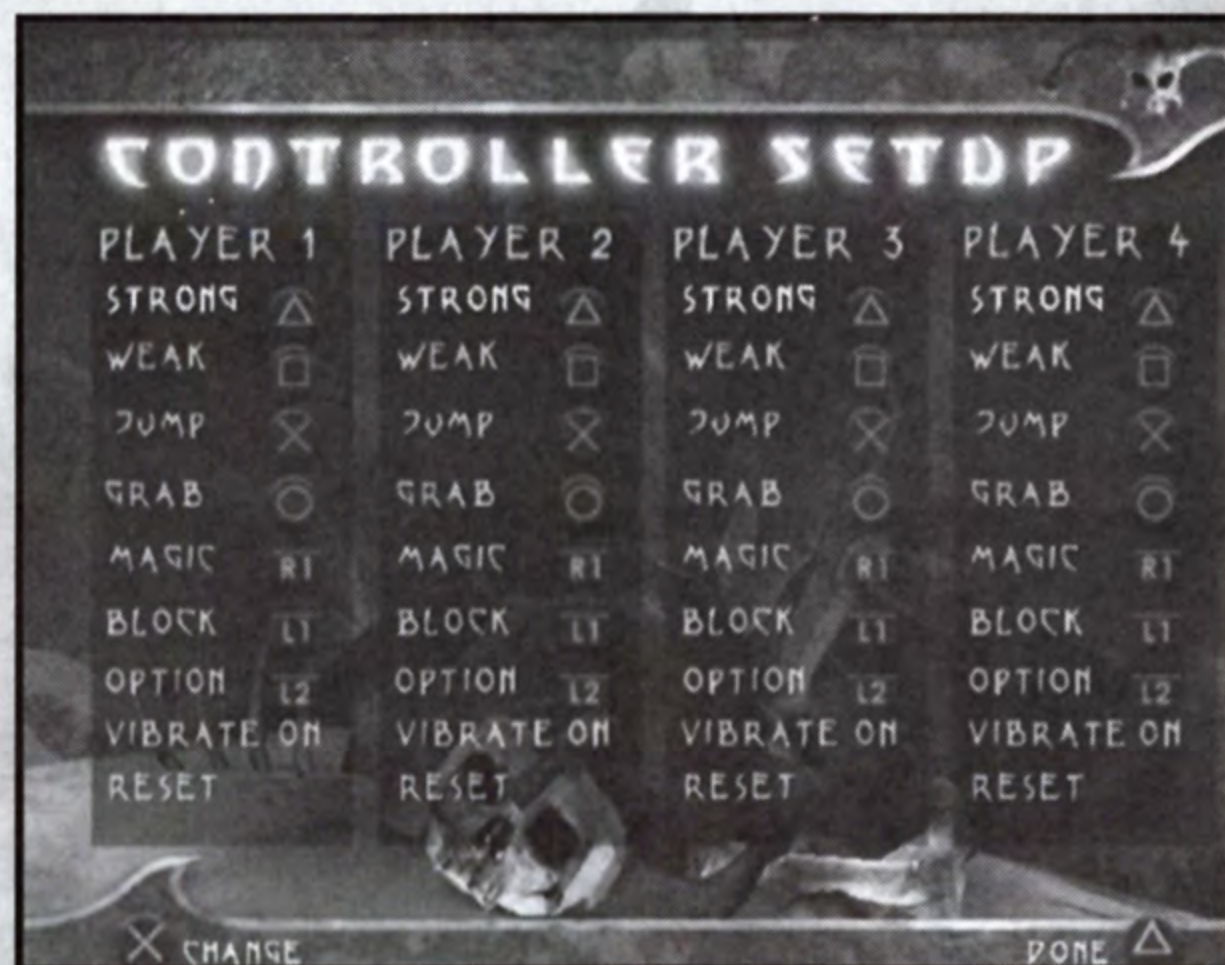 CONTROLLER SETUP
PLAYER 1 PLAYER 2 PLAYER 3 PLAYER 4
STRONG △ STRONG △ STRONG △ STRONG △
WEAK □ WEAK □ WEAK □ WEAK □
JUMP X JUMP X JUMP X JUMP X
GRAB ○ GRAB ○ GRAB ○ GRAB ○
MAGIC R1 MAGIC R1 MAGIC R1 MAGIC R1
BLOCK L1 BLOCK L1 BLOCK L1 BLOCK L1
OPTION L2 OPTION L2 OPTION L2 OPTION L2
VIBRATE ON VIBRATE ON VIBRATE ON VIBRATE ON
RESET RESET RESET RESET
X CHANGE DONE △